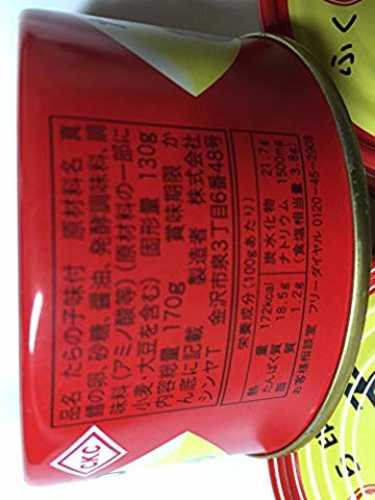 品名 たらの子味付 原材料名 真
鱈の卵、砂糖、醤油、発酵調味料、調
味料(アミノ酸等)(原材料の一部に
小麦・大豆を含む) 固形量 130g
内容総量 170g 賞味期限 か
ん底に記載 製造者 株式会社
シンヤT 金沢市泉3丁目6番48号
栄養成分(100gあたり)
熱量 172kcal 炭水化物 21.7g
たんぱく質 18.5g ナトリウム 1500mg
脂質 1.2g (食塩相当量 3.8g)
お客様相談室 フリーダイヤル 0120-45-2908
CKC
ふく